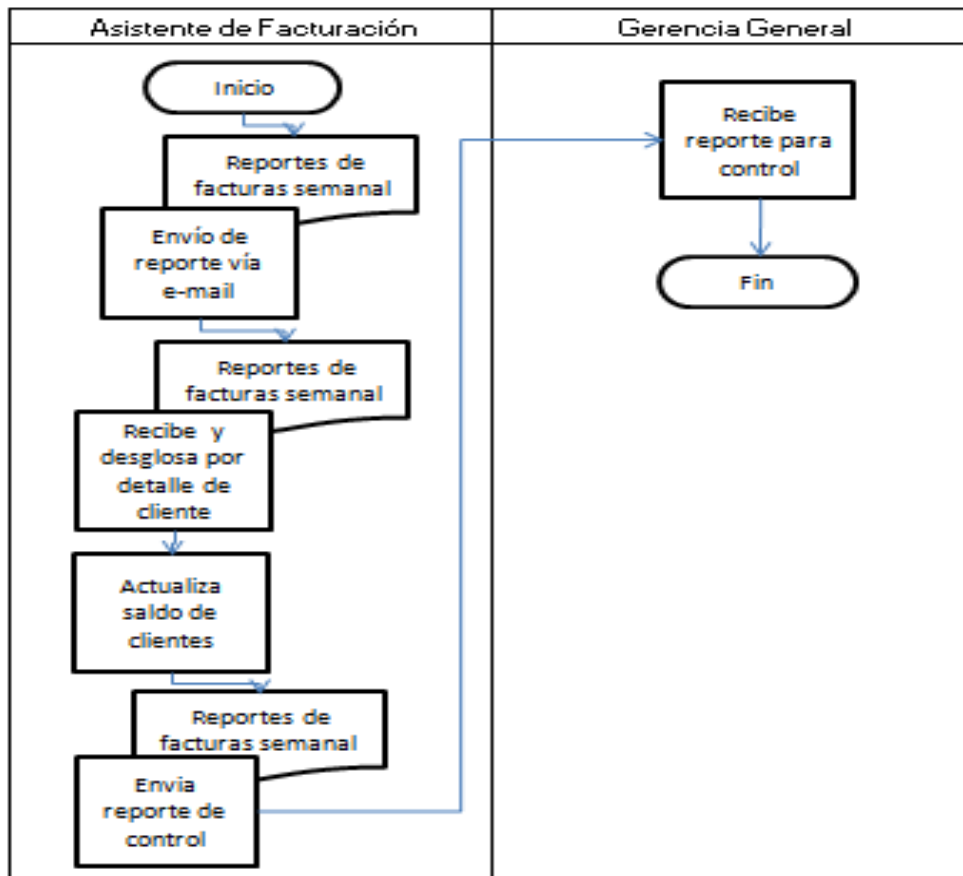 Asistente de Facturación
Gerencia General
Inicio
Reportes de
facturas semanal
Envío de
reporte vía
e-mail
Reportes de
facturas semanal
Recibe y
desglosa por
detalle de
cliente
Actualiza
saldo de
clientes
Reportes de
facturas semanal
Envia
reporte de
control
Recibe
reporte para
control
Fin